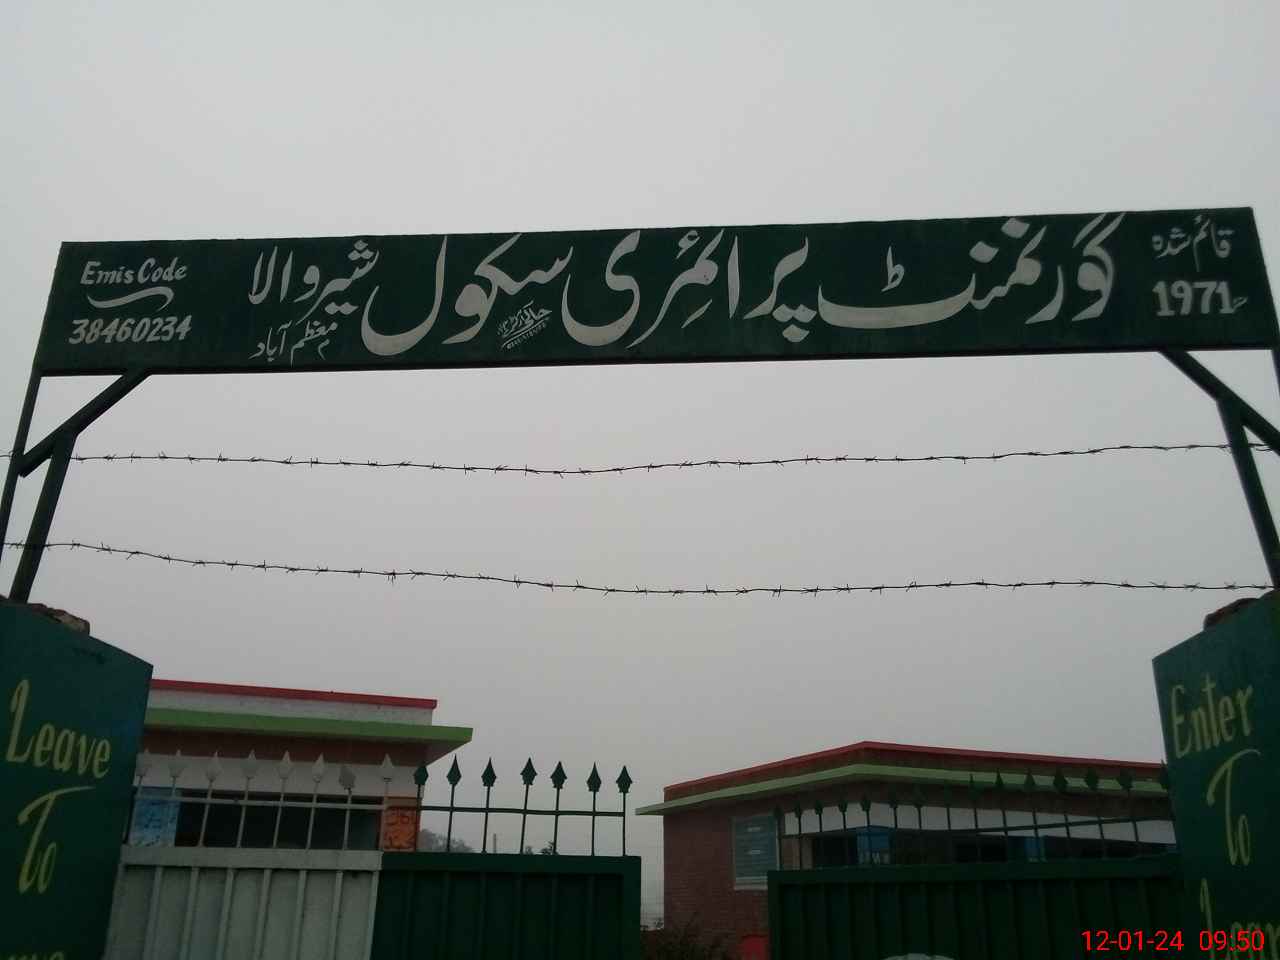 قائم شدہ
1971ء
گورنمنٹ پرائمری سکول شیروالا
معظم آباد
Emis Code
38460234
Leave
To
Enter
To
Learn
12-01-24 09:50